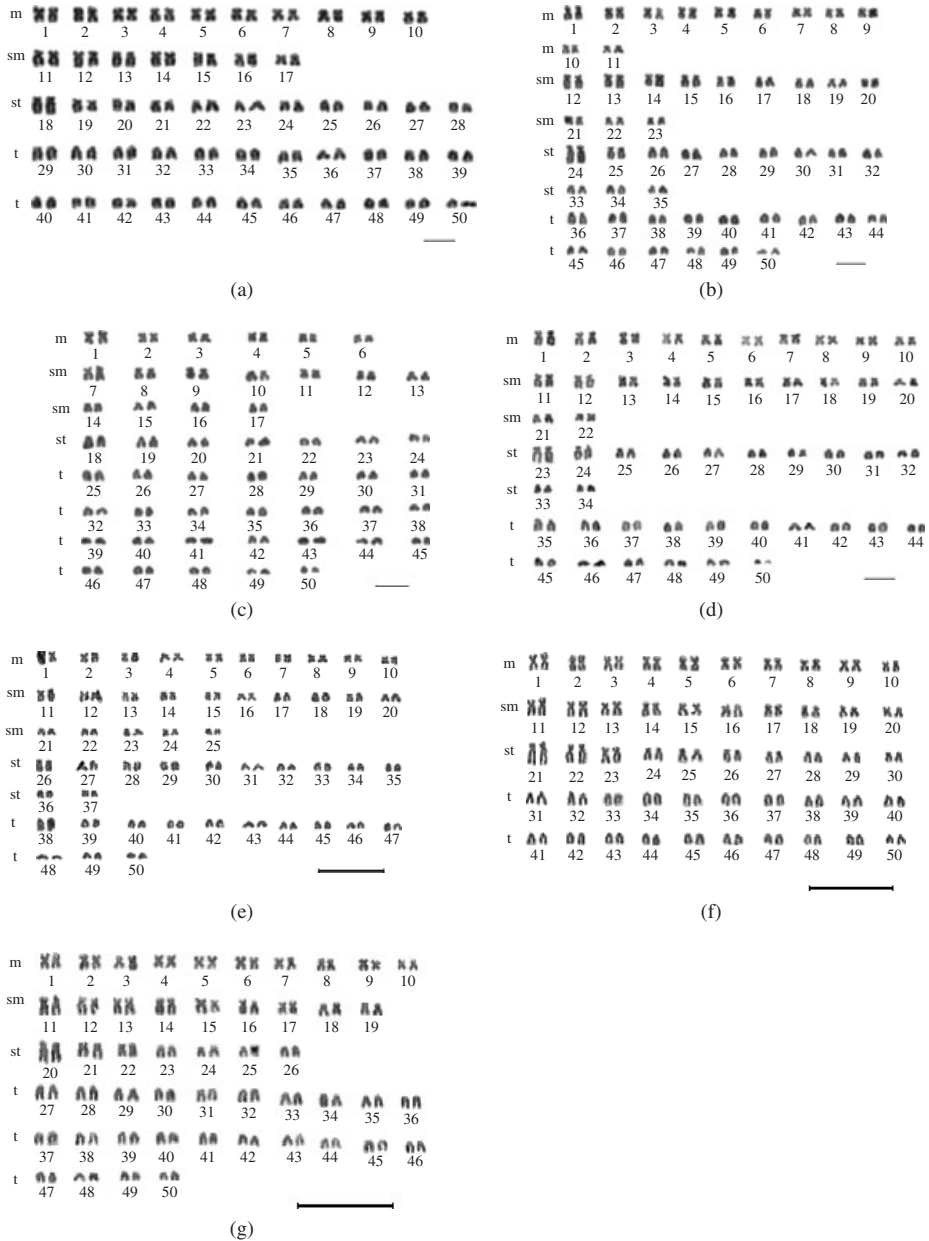 m
1 2 3 4 5 6 7 8 9 10
sm
11 12 13 14 15 16 17
st
18 19 20 21 22 23 24 25 26 27 28
t
29 30 31 32 33 34 35 36 37 38 39
t
40 41 42 43 44 45 46 47 48 49 50
(a)
m
1 2 3 4 5 6 7 8 9
m
10 11
sm
12 13 14 15 16 17 18 19 20
sm
21 22 23
st
24 25 26 27 28 29 30 31 32
st
33 34 35
t
36 37 38 39 40 41 42 43 44
t
45 46 47 48 49 50
(b)
m
1 2 3 4 5 6
sm
7 8 9 10 11 12 13
sm
14 15 16 17
st
18 19 20 21 22 23 24
t
25 26 27 28 29 30 31
t
32 33 34 35 36 37 38
t
39 40 41 42 43 44 45
t
46 47 48 49 50
(c)
m
1 2 3 4 5 6 7 8 9 10
sm
11 12 13 14 15 16 17 18 19 20
sm
21 22
st
23 24 25 26 27 28 29 30 31 32
st
33 34
t
35 36 37 38 39 40 41 42 43 44
t
45 46 47 48 49 50
(d)
m
1 2 3 4 5 6 7 8 9 10
sm
11 12 13 14 15 16 17 18 19 20
sm
21 22 23 24 25
st
26 27 28 29 30 31 32 33 34 35
st
36 37
t
38 39 40 41 42 43 44 45 46 47
t
48 49 50
(e)
m
1 2 3 4 5 6 7 8 9 10
sm
11 12 13 14 15 16 17 18 19 20
st
21 22 23 24 25 26 27 28 29 30
t
31 32 33 34 35 36 37 38 39 40
t
41 42 43 44 45 46 47 48 49 50
(f)
m
1 2 3 4 5 6 7 8 9 10
sm
11 12 13 14 15 16 17 18 19
st
20 21 22 23 24 25 26
t
27 28 29 30 31 32 33 34 35 36
t
37 38 39 40 41 42 43 44 45 46
t
47 48 49 50
(g)